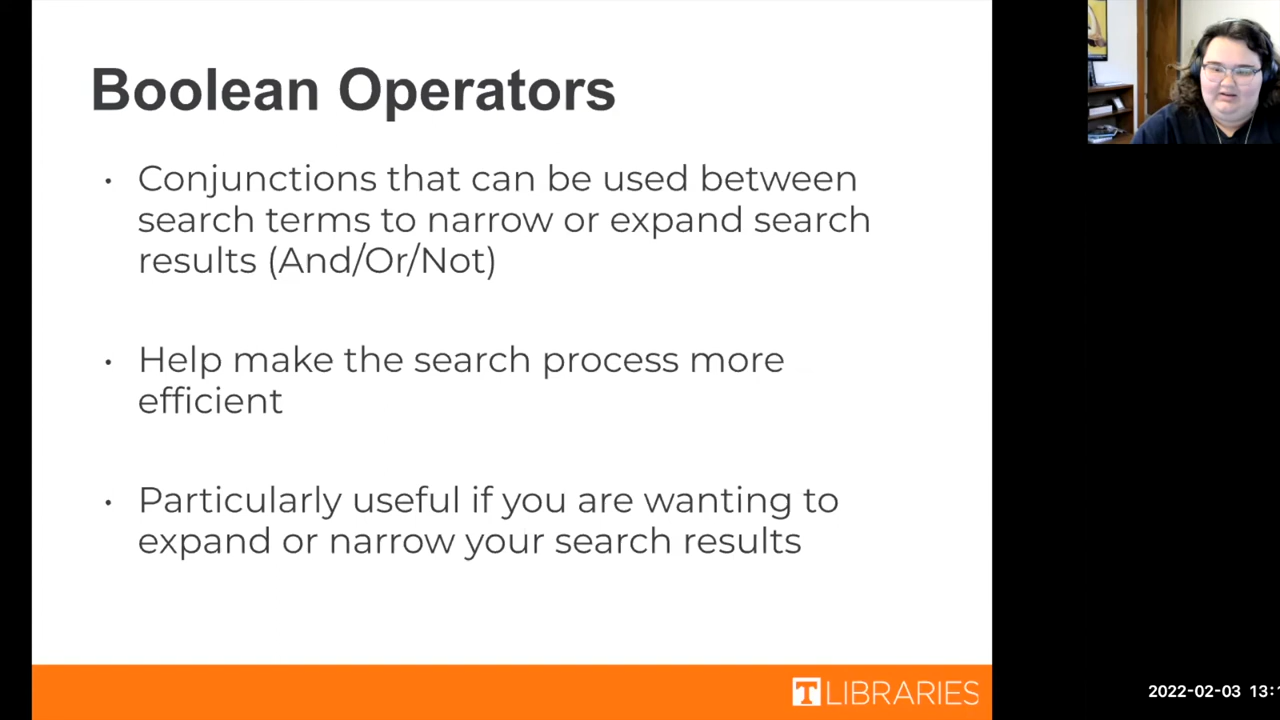 Boolean Operators
• Conjunctions that can be used between
search terms to narrow or expand search
results (And/Or/Not)
• Help make the search process more
efficient
• Particularly useful if you are wanting to
expand or narrow your search results
T LIBRARIES
2022-02-03 13:1